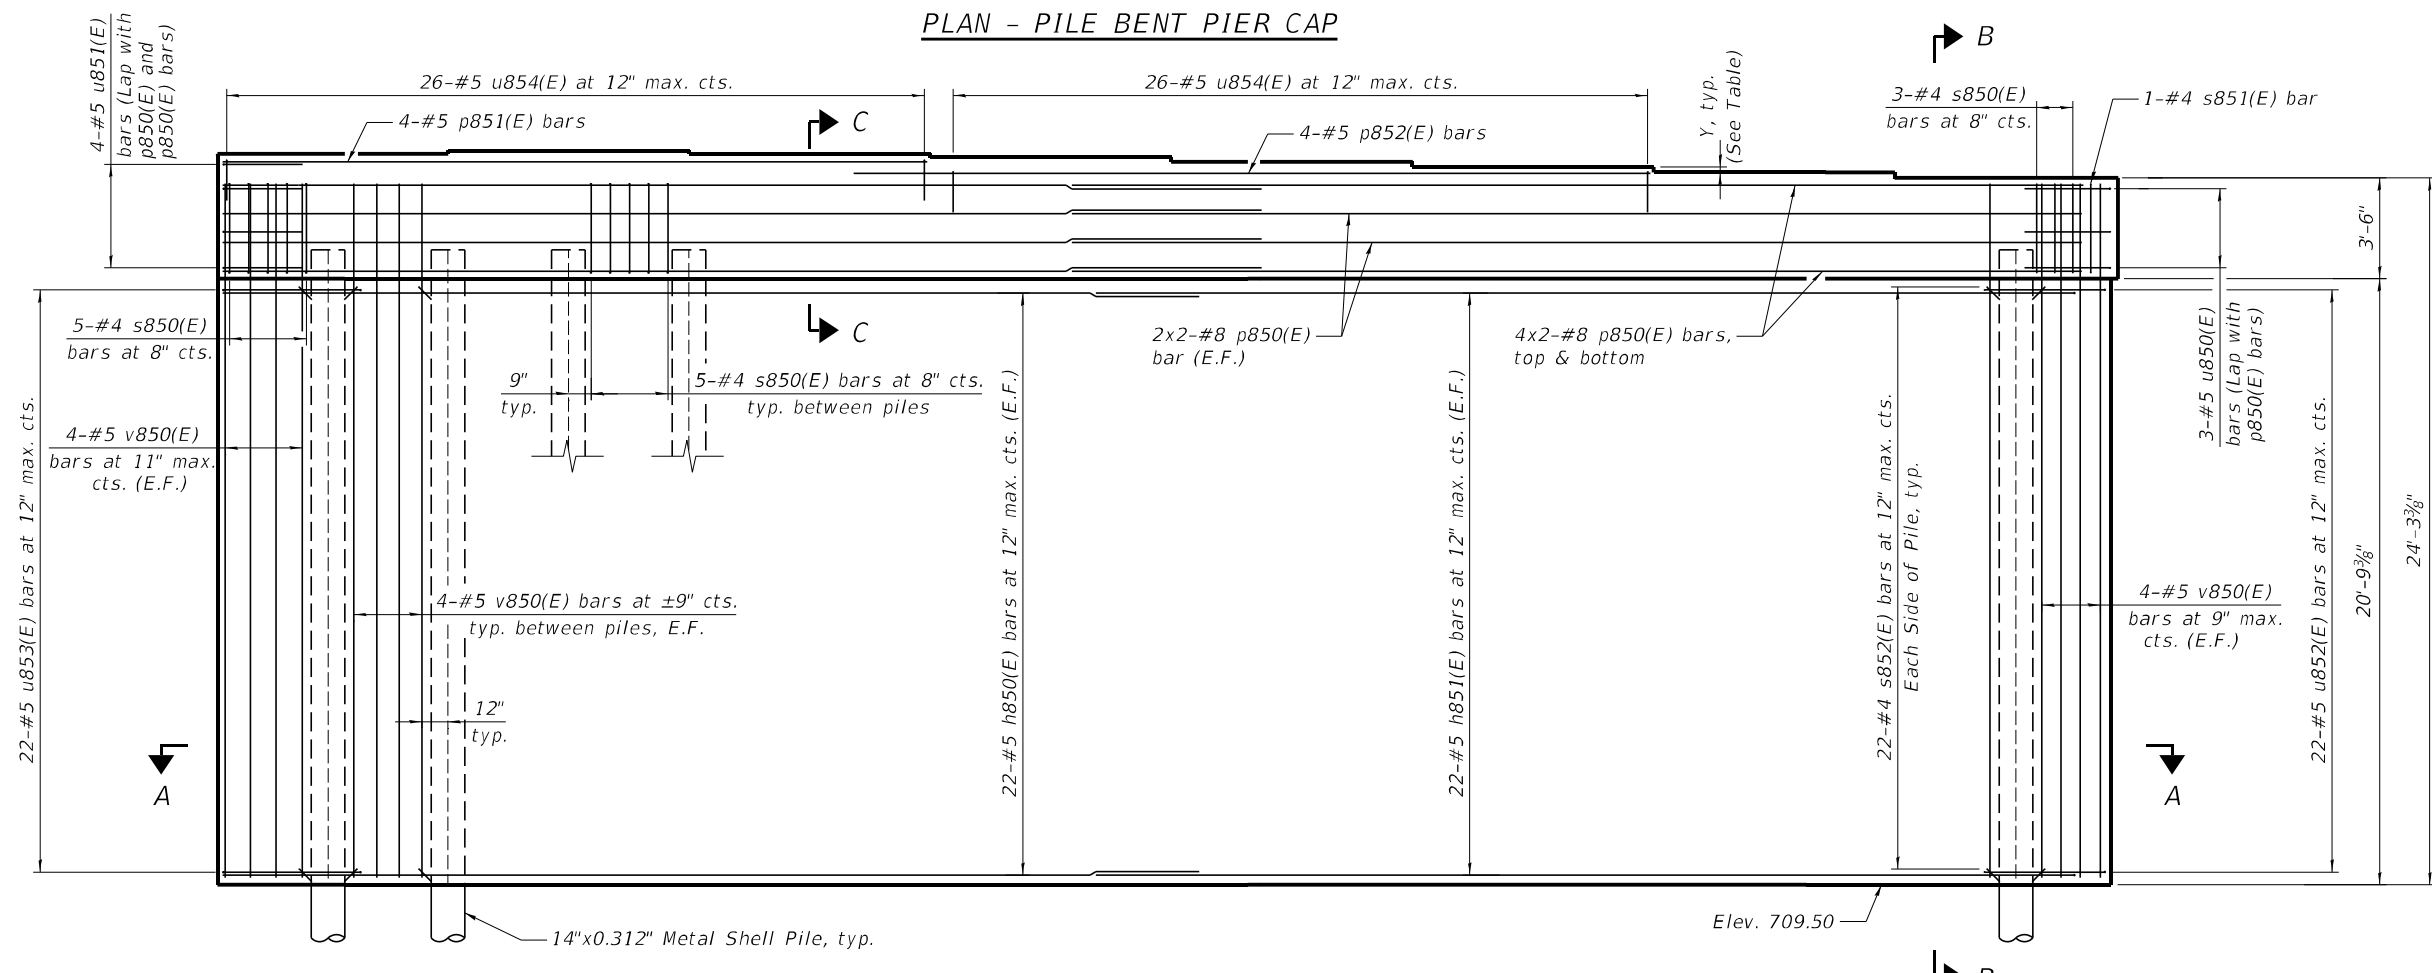 PLAN - PILE BENT PIER CAP
4-#5 u851(E)
bars (Lap with
p850(E) and
p850(E) bars)
26-#5 u854(E) at 12" max. cts.
26-#5 u854(E) at 12" max. cts.
Y, typ.
(See Table)
B
3-#4 s850(E)
bars at 8" cts.
1-#4 s851(E) bar
4-#5 p851(E) bars
C
4-#5 p852(E) bars
3'-6"
5-#4 s850(E)
bars at 8" cts.
C
2x2-#8 p850(E)
bar (E.F.)
4x2-#8 p850(E) bars,
top & bottom
3-#5 u850(E)
bars (Lap with
p850(E) bars)
9"
typ.
5-#4 s850(E) bars at 8" cts.
typ. between piles
22-#5 u853(E) bars at 12" max. cts.
4-#5 v850(E)
bars at 11" max.
cts. (E.F.)
22-#5 h850(E) bars at 12" max. cts. (E.F.)
22-#5 h851(E) bars at 12" max. cts. (E.F.)
22-#4 s852(E) bars at 12" max. cts.
Each Side of Pile, typ.
22-#5 u852(E) bars at 12" max. cts.
20'-9⅜"
24'-3⅜"
4-#5 v850(E) bars at ±9" cts.
typ. between piles, E.F.
4-#5 v850(E)
bars at 9" max.
cts. (E.F.)
12"
typ.
A
A
14"x0.312" Metal Shell Pile, typ.
Elev. 709.50
B